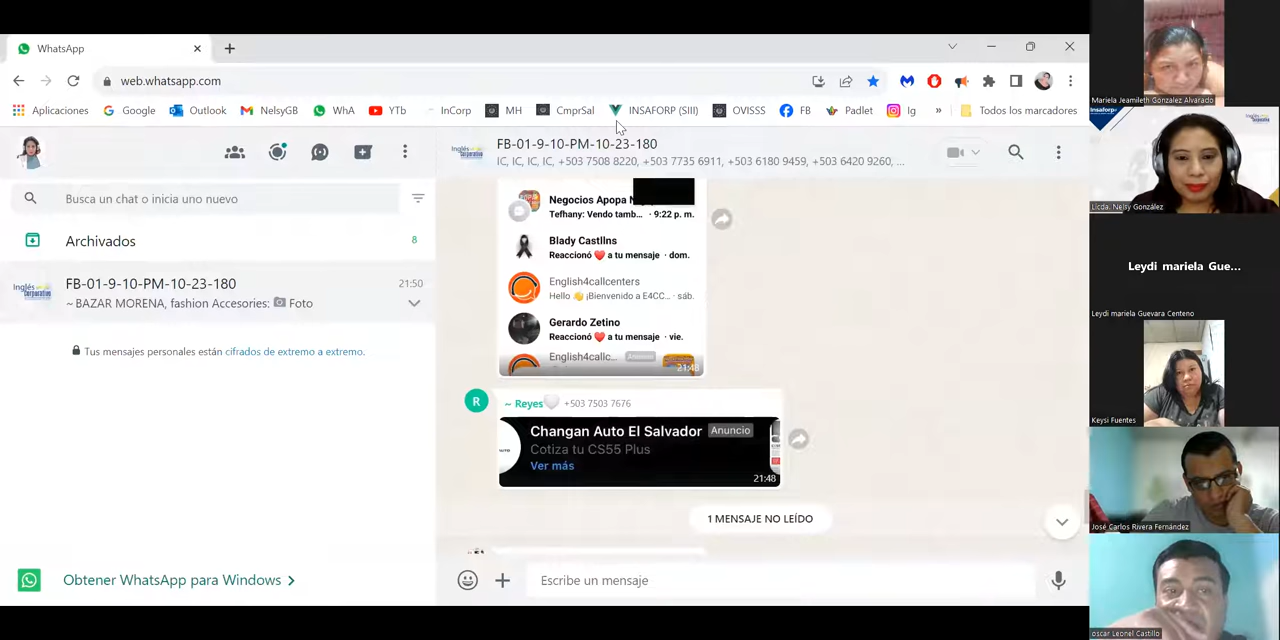 WhatsApp
web.whatsapp.com
Aplicaciones
Google
Outlook
NelsyGB
WhA
YTb
InCorp
MH
CmprSal
INSAFORP (SIII)
OVISSS
FB
Padlet
Ig
»
Todos los marcadores
FB-01-9-10-PM-10-23-180
IC, IC, IC, IC, +503 7508 8220, +503 7735 6911, +503 6180 9459, +503 6420 9260, ...
Busca un chat o inicia uno nuevo
Archivados
8
FB-01-9-10-PM-10-23-180
21:50
~ BAZAR MORENA, fashion Accesories: Foto
Tus mensajes personales están cifrados de extremo a extremo.
Obtener WhatsApp para Windows
Negocios Apopa
Tefhany: Vendo tamb... · 9:22 p. m.
Blady Castllns
Reaccionó ❤️ a tu mensaje · dom.
English4callcenters
Hello 👋 ¡Bienvenido a E4CC... · sáb.
Gerardo Zetino
Reaccionó ❤️ a tu mensaje · vie.
English4callc...
Anuncio
21:48
R
~ Reyes🤍 +503 7503 7676
Changan Auto El Salvador Anuncio
Cotiza tu CS55 Plus
Ver más
21:48
1 MENSAJE NO LEÍDO
Escribe un mensaje
Mariela Jeamileth Gonzalez Alvarado
Insaforp
Licda. Nelsy González
Leydi mariela Gue...
Leydi mariela Guevara Centeno
Keysi Fuentes
José Carlos Rivera Fernández
oscar Leonel Castillo